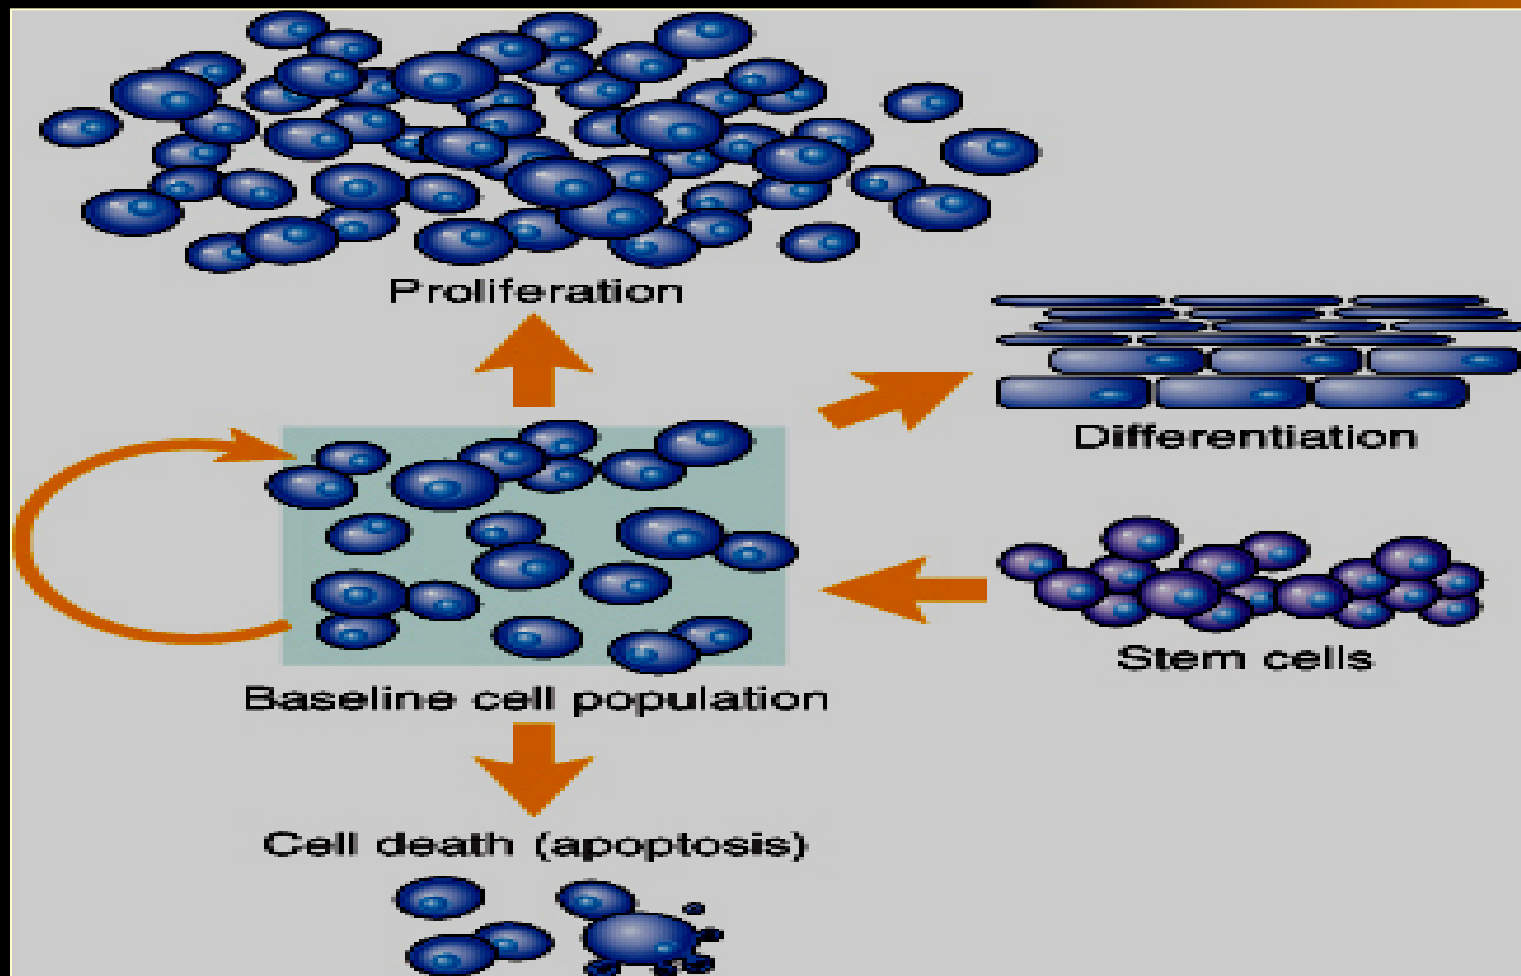 Proliferation
Differentiation
Stem cells
Baseline cell population
Cell death (apoptosis)